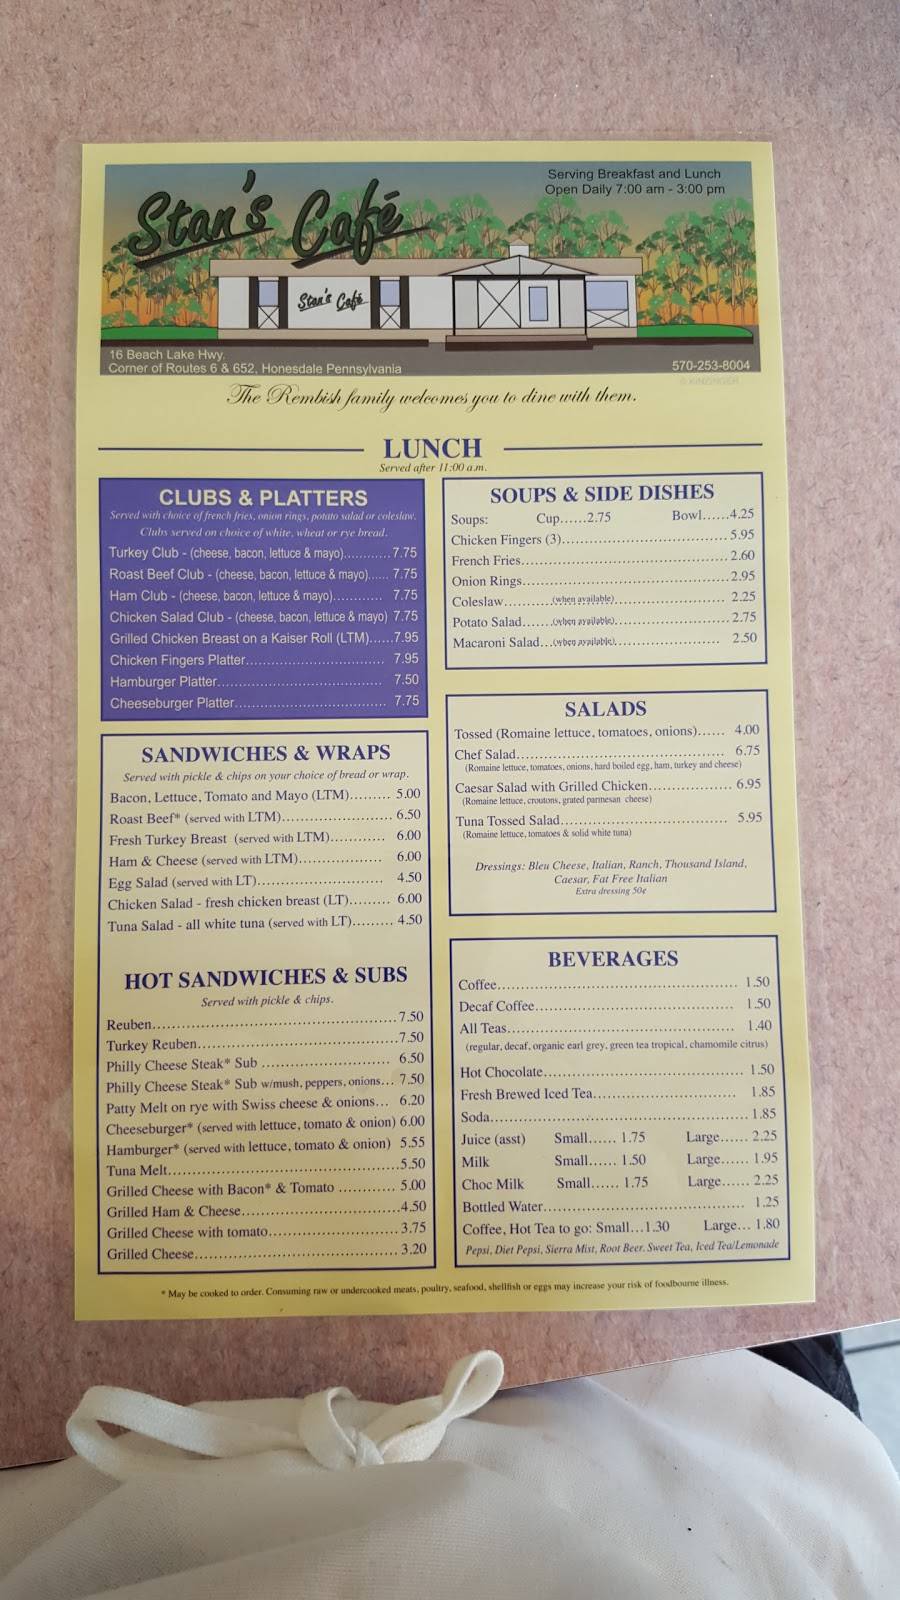 Stan's Café
Serving Breakfast and Lunch
Open Daily 7:00 am - 3:00 pm
Stan's Café
16 Beach Lake Hwy.
Corner of Routes 6 & 652, Honesdale Pennsylvania
570-253-8004
The Rembish family welcomes you to dine with them.
LUNCH
Served after 11:00 a.m.
CLUBS & PLATTERS
Served with choice of french fries, onion rings, potato salad or coleslaw.
Clubs served on choice of white, wheat or rye bread.
Turkey Club - (cheese, bacon, lettuce & mayo)...........7.75
Roast Beef Club - (cheese, bacon, lettuce & mayo)...... 7.75
Ham Club - (cheese, bacon, lettuce & mayo)............ 7.75
Chicken Salad Club - (cheese, bacon, lettuce & mayo) 7.75
Grilled Chicken Breast on a Kaiser Roll (LTM)......7.95
Chicken Fingers Platter................................... 7.95
Hamburger Platter.......................................... 7.50
Cheeseburger Platter...................................... 7.75
SANDWICHES & WRAPS
Served with pickle & chips on your choice of bread or wrap.
Bacon, Lettuce, Tomato and Mayo (LTM)......... 5.00
Roast Beef* (served with LTM)......................... 6.50
Fresh Turkey Breast (served with LTM)............ 6.00
Ham & Cheese (served with LTM).................. 6.00
Egg Salad (served with LT)........................... 4.50
Chicken Salad - fresh chicken breast (LT)......... 6.00
Tuna Salad - all white tuna (served with LT)......... 4.50
HOT SANDWICHES & SUBS
Served with pickle & chips.
Reuben......................................................7.50
Turkey Reuben............................................7.50
Philly Cheese Steak* Sub ............................ 6.50
Philly Cheese Steak* Sub w/mush, peppers, onions... 7.50
Patty Melt on rye with Swiss cheese & onions... 6.20
Cheeseburger* (served with lettuce, tomato & onion) 6.00
Hamburger* (served with lettuce, tomato & onion) 5.55
Tuna Melt..................................................5.50
Grilled Cheese with Bacon* & Tomato ............ 5.00
Grilled Ham & Cheese..................................4.50
Grilled Cheese with tomato............................ 3.75
Grilled Cheese............................................ 3.20
SOUPS & SIDE DISHES
Soups: Cup......2.75 Bowl......4.25
Chicken Fingers (3)................................... 5.95
French Fries.............................................. 2.60
Onion Rings.............................................. 2.95
Coleslaw..........(when available)........................ 2.25
Potato Salad......(when available)........................ 2.75
Macaroni Salad...(when available)....................... 2.50
SALADS
Tossed (Romaine lettuce, tomatoes, onions)...... 4.00
Chef Salad............................................... 6.75
(Romaine lettuce, tomatoes, onions, hard boiled egg, ham, turkey and cheese)
Caesar Salad with Grilled Chicken.................. 6.95
(Romaine lettuce, croutons, grated parmesan cheese)
Tuna Tossed Salad..................................... 5.95
(Romaine lettuce, tomatoes & solid white tuna)
Dressings: Bleu Cheese, Italian, Ranch, Thousand Island,
Caesar, Fat Free Italian
Extra dressing 50¢
BEVERAGES
Coffee..................................................... 1.50
Decaf Coffee............................................. 1.50
All Teas................................................... 1.40
(regular, decaf, organic earl grey, green tea tropical, chamomile citrus)
Hot Chocolate............................................ 1.50
Fresh Brewed Iced Tea................................ 1.85
Soda........................................................ 1.85
Juice (asst) Small...... 1.75 Large...... 2.25
Milk Small...... 1.50 Large...... 1.95
Choc Milk Small...... 1.75 Large...... 2.25
Bottled Water............................................ 1.25
Coffee, Hot Tea to go: Small...1.30 Large... 1.80
Pepsi, Diet Pepsi, Sierra Mist, Root Beer, Sweet Tea, Iced Tea/Lemonade
* May be cooked to order. Consuming raw or undercooked meats, poultry, seafood, shellfish or eggs may increase your risk of foodbourne illness.